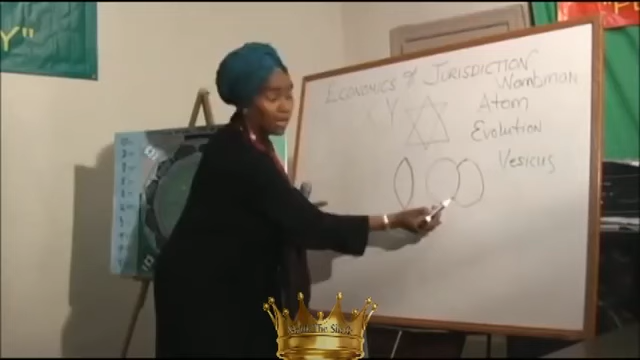 Y"
ECONOMICS of JURISDICTION
Wombman
Y
Atom
Evolution
Vesicus